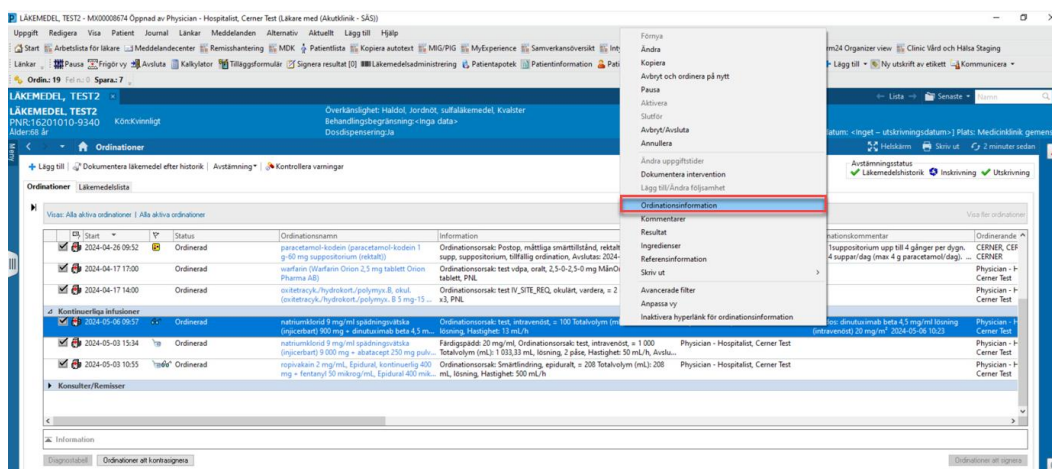 LÄKEMEDEL, TEST2 - MX00008674 Öppnad av Physician - Hospitalist, Cerner Test (Läkare med (Akutklinik - SÄS))
Uppgift Redigera Visa Patient Journal Länkar Meddelanden Alternativ Aktuellt Lägg till Hjälp
Start Arbetslista för läkare Meddelandecenter Remisshantering MDK Patientlista Kopiera autotest MIG/PIG MyExperience Samverkansöversikt rm24 Organizer view Clinic Vård och Hälsa Staging
Länkar Pausa Frigör vy Avsluta Kalkylator Tilläggsformulär Signera resultat [0] Läkemedelsadministrering Patientapotek Patientinformation Lägg till Ny utskrift av etikett Kommunicera
Ordin.: 19 Fel n.: 0 Spara.: 7
LÄKEMEDEL, TEST2 Lista Senaste Namn
LÄKEMEDEL, TEST2
PNR:16201010-9340 Kön:Kvinnligt
Ålder:68 år
Överkänslighet: Haldol, Jordnöt, sulfaläkemedel, Kvalster
Behandlingsbegränsning:<Inga data>
Dosdispensering:Ja
latum: <Inget – utskrivningsdatum>] Plats: Medicinklinik gemens
Meny
Ordinationer Helskärm Skriv ut 2 minuter sedan
Lägg till Dokumentera läkemedel efter historik Avstämning Kontrollera varningar
Avstämningsstatus
Läkemedelshistorik Inskrivning Utskrivning
Ordinationer Läkemedelslista
Visas: Alla aktiva ordinationer | Alla aktiva ordinationer Visa fler ordinationer
Start Status Ordinationsnamn Information nationskommentar Ordinerande
2024-04-26 09:52 Ordinerad paracetamol-kodein (paracetamol-kodein 1 Ordinationsorsak: Postop, måttliga smärttillstånd, rektalt 1suppositorium upp till 4 gånger per dygn. CERNER, CEF
g-60 mg suppositorium (rektalt)) supp, suppositorium, tillfällig ordination, Avslutas: 2024- 4 suppar/dag (max 4 g paracetamol/dag). ... CERNER
2024-04-17 17:00 Ordinerad warfarin (Warfarin Orion 2,5 mg tablett Orion Ordinationsorsak: test vdpa, oralt, 2,5-0-2,5-0 mg MånOn Physician - H
Pharma AB) tablett, PNL Cerner Test
2024-04-17 14:00 Ordinerad oxitetracyk./hydrokort./polymyx.B, okul. Ordinationsorsak: test IV_SITE_REQ, okulart, vardera, = 2 Physician - H
(oxitetracyk./hydrokort./polymyx. B 5 mg-15 ... x3, PNL Cerner Test
Kontinuerliga infusioner
2024-05-06 09:57 Ordinerad natriumklorid 9 mg/ml spädningsvätska Ordinationsorsak: test, intravenöst, = 100 Totalvolym (m dos: dinutuximab beta 4,5 mg/ml lösning Physician - H
(injicerbart) 900 mg + dinutuximab beta 4,5 m... lösning, Hastighet: 13 mL/h (intravenöst) 20 mg/m² 2024-05-06 10:23 Cerner Test
2024-05-03 15:34 Ordinerad natriumklorid 9 mg/ml spädningsvätska Färdigspädd: 20 mg/ml, Ordinationsorsak: test, intravenöst, = 1 000 Physician - Hospitalist, Cerner Test Physician - H
(injicerbart) 9 000 mg + abatacept 250 mg pulv... Totalvolym (mL): 1 033,33 mL, lösning, 2 påse, Hastighet: 50 mL/h, Avslu... Cerner Test
2024-05-03 10:55 Ordinerad ropivakain 2 mg/mL, Epidural, kontinuerlig 400 Ordinationsorsak: Smärtlindring, epiduralt, = 208 Totalvolym (mL): 208 Physician - Hospitalist, Cerner Test Physician - H
mg + fentanyl 50 mikrog/mL, Epidural 400 mik... mL, lösning, Hastighet: 500 mL/h Cerner Test
Konsulter/Remisser
Information
Diagnostabell Ordinationer att kontrasignera Ordinationer att signera
Förnya
Ändra
Kopiera
Avbryt och ordinera på nytt
Pausa
Aktivera
Slutför
Avbryt/Avsluta
Annullera
Ändra uppgiftstider
Dokumentera intervention
Lägg till/Ändra följsamhet
Ordinationsinformation
Kommentarer
Resultat
Ingredienser
Referensinformation
Skriv ut
Avancerade filter
Anpassa vy
Inaktivera hyperlänk för ordinationsinformation